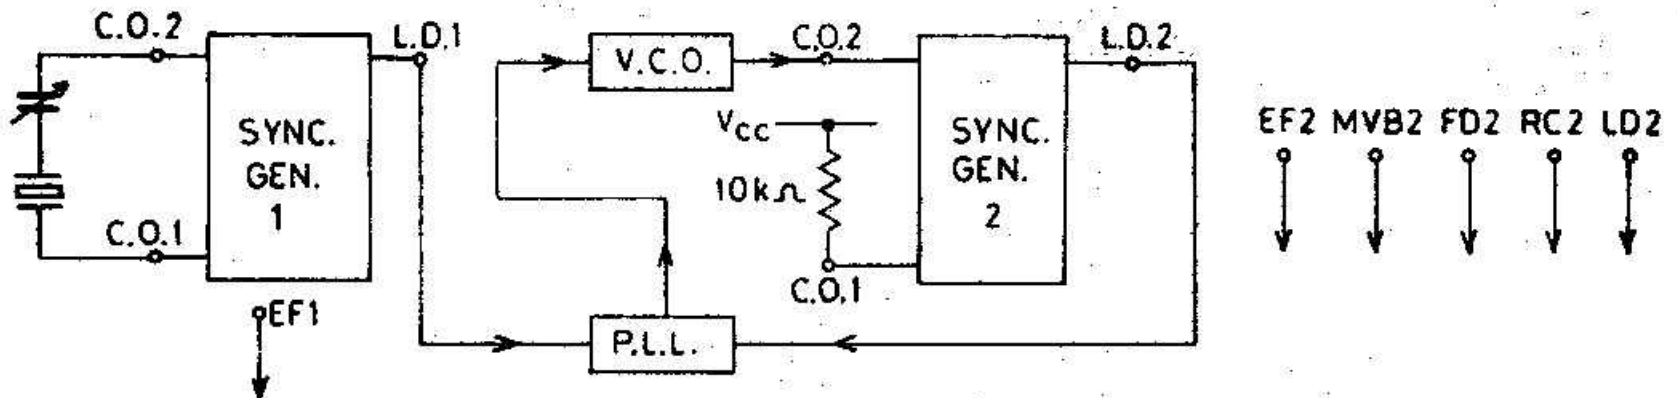 C.O.2
SYNC.
GEN.
1
L.D.1
C.O.1
EF1
V.C.O.
C.O.2
VCC
10kΩ
C.O.1
P.L.L.
SYNC.
GEN.
2
L.D.2
EF2 MVB2 FD2 RC2 LD2